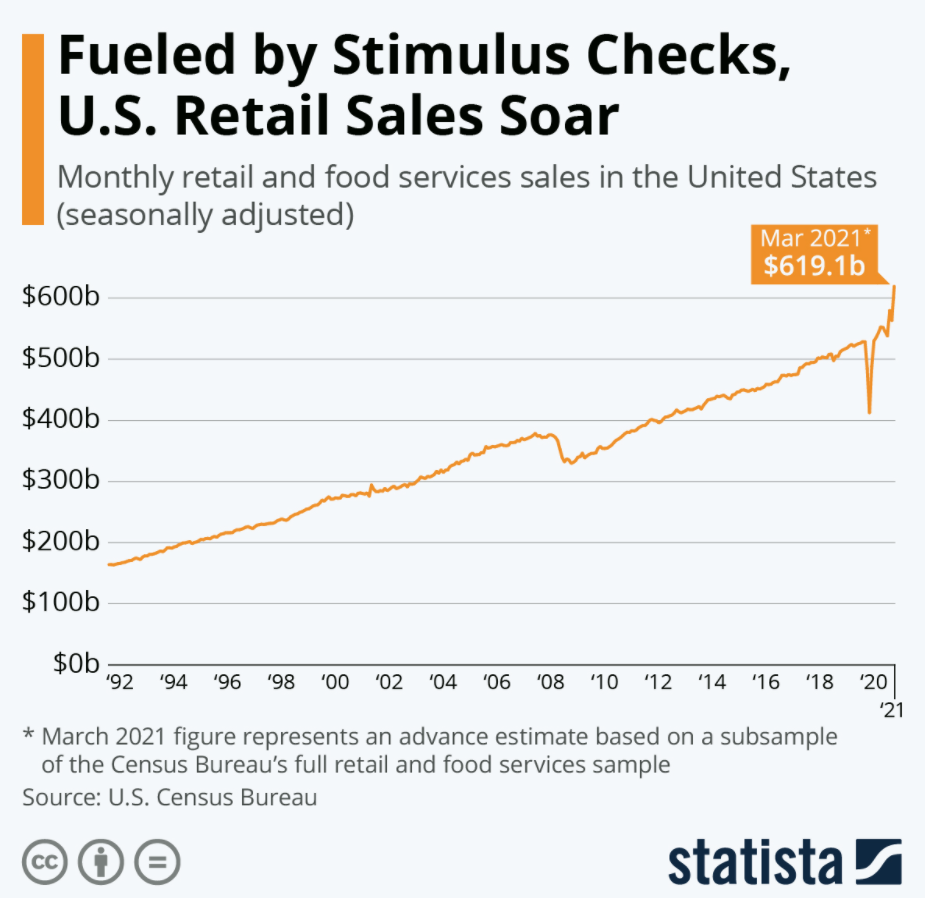 Fueled by Stimulus Checks,
U.S. Retail Sales Soar
Monthly retail and food services sales in the United States
(seasonally adjusted)
Mar 2021*
$619.1b
$600b
$500b
$400b
$300b
$200b
$100b
$0b
‘92 ‘94 ‘96 ‘98 ‘00 ‘02 ‘04 ‘06 ‘08 ‘10 ‘12 ‘14 ‘16 ‘18 ‘20
‘21
* March 2021 figure represents an advance estimate based on a subsample
of the Census Bureau’s full retail and food services sample
Source: U.S. Census Bureau
cc
statista